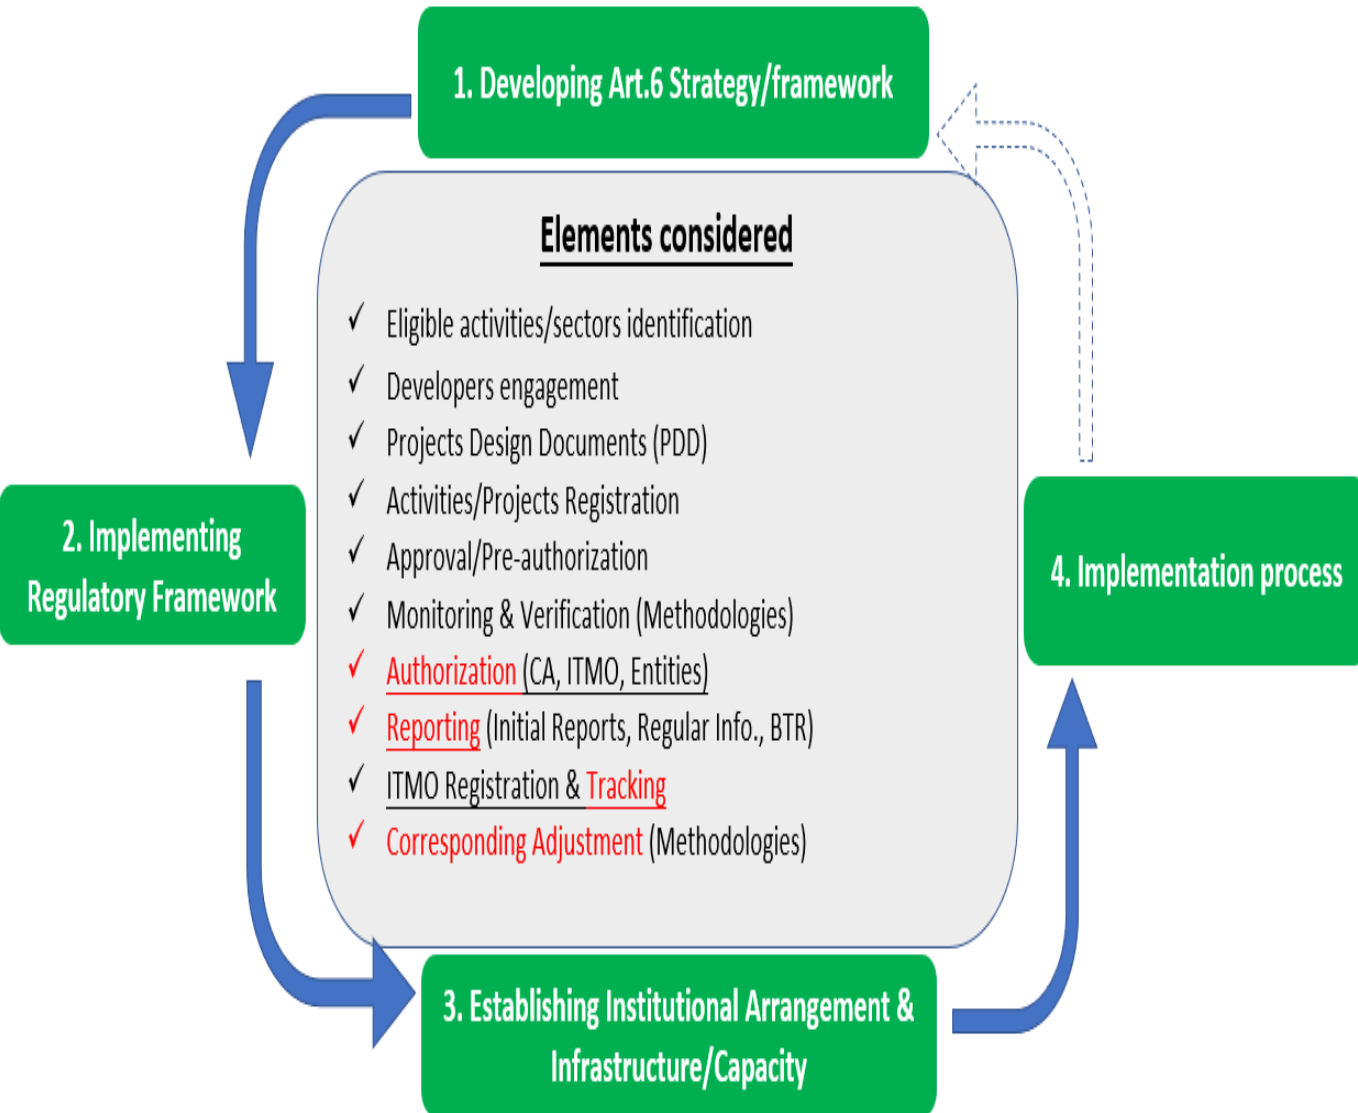 1. Developing Art.6 Strategy/framework
Elements considered
✓ Eligible activities/sectors identification
✓ Developers engagement
✓ Projects Design Documents (PDD)
✓ Activities/Projects Registration
✓ Approval/Pre-authorization
✓ Monitoring & Verification (Methodologies)
✓ Authorization (CA, ITMO, Entities)
✓ Reporting (Initial Reports, Regular Info., BTR)
✓ ITMO Registration & Tracking
✓ Corresponding Adjustment (Methodologies)
2. Implementing
Regulatory Framework
3. Establishing Institutional Arrangement &
Infrastructure/Capacity
4. Implementation process